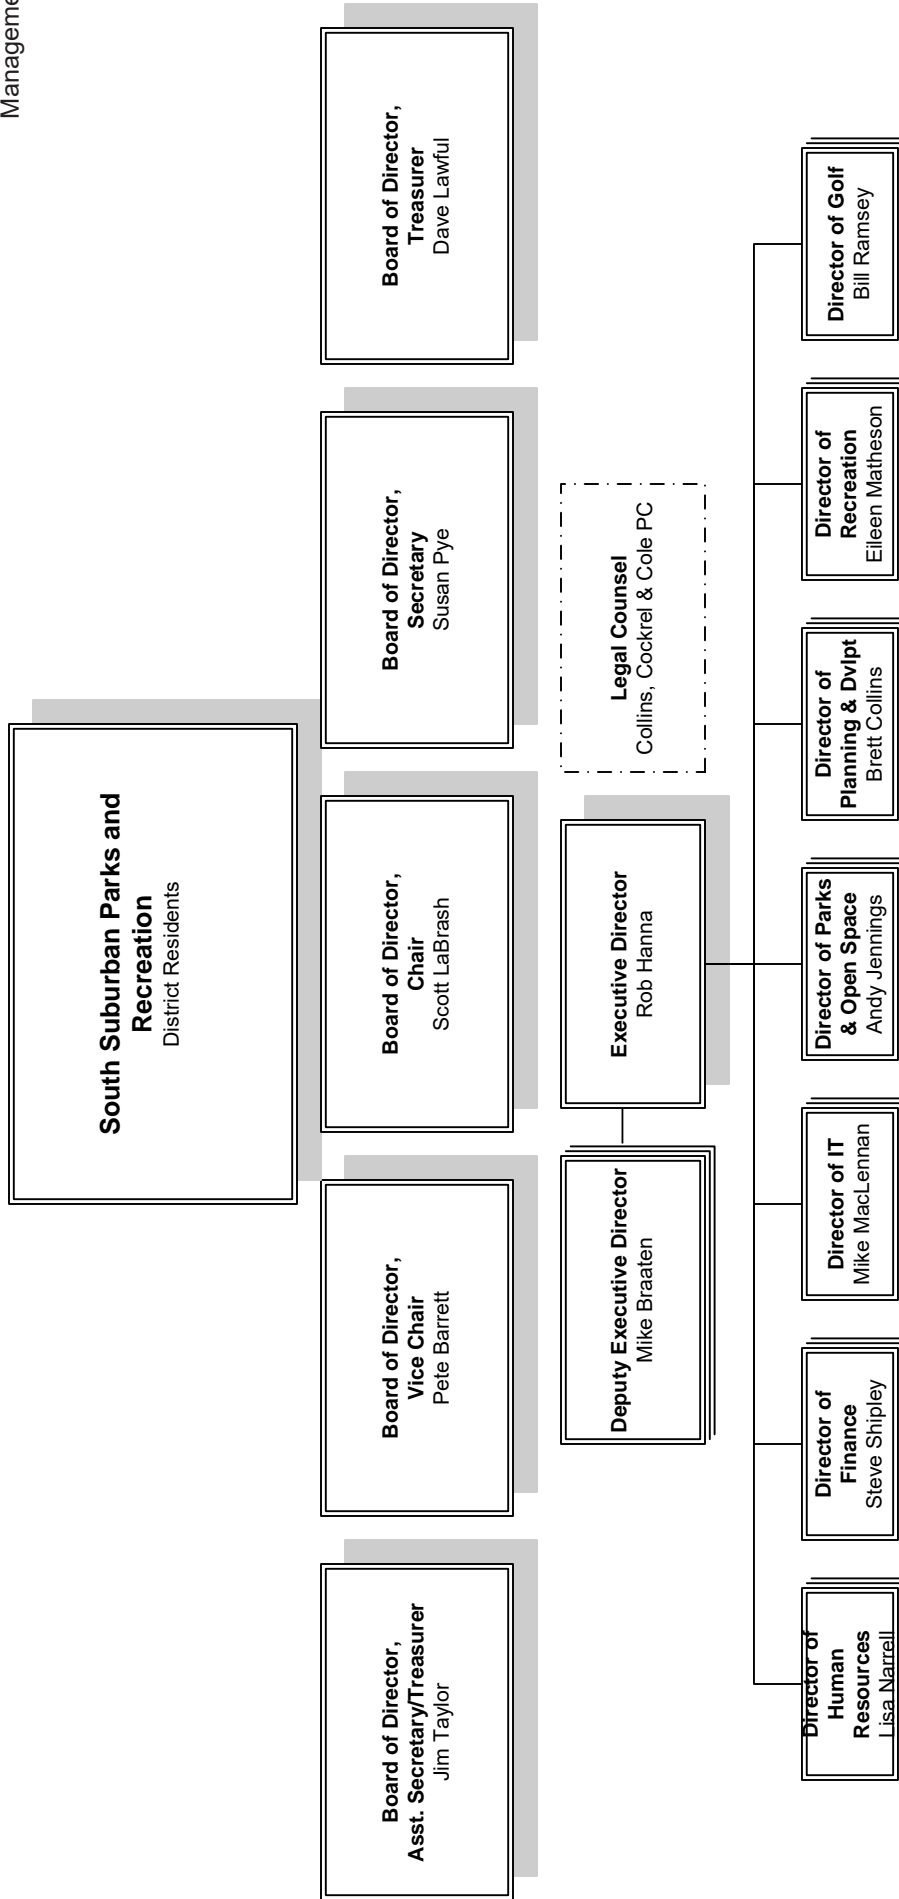 Manageme
South Suburban Parks and
Recreation
District Residents
Board of Director,
Asst. Secretary/Treasurer
Jim Taylor
Board of Director,
Vice Chair
Pete Barrett
Board of Director,
Chair
Scott LaBrash
Board of Director,
Secretary
Susan Pye
Board of Director,
Treasurer
Dave Lawful
Deputy Executive Director
Mike Braaten
Executive Director
Rob Hanna
Legal Counsel
Collins, Cockrel & Cole PC
Director of
Human
Resources
Lisa Narrell
Director of
Finance
Steve Shipley
Director of IT
Mike MacLennan
Director of Parks
& Open Space
Andy Jennings
Director of
Planning & Dvlpt
Brett Collins
Director of
Recreation
Eileen Matheson
Director of Golf
Bill Ramsey